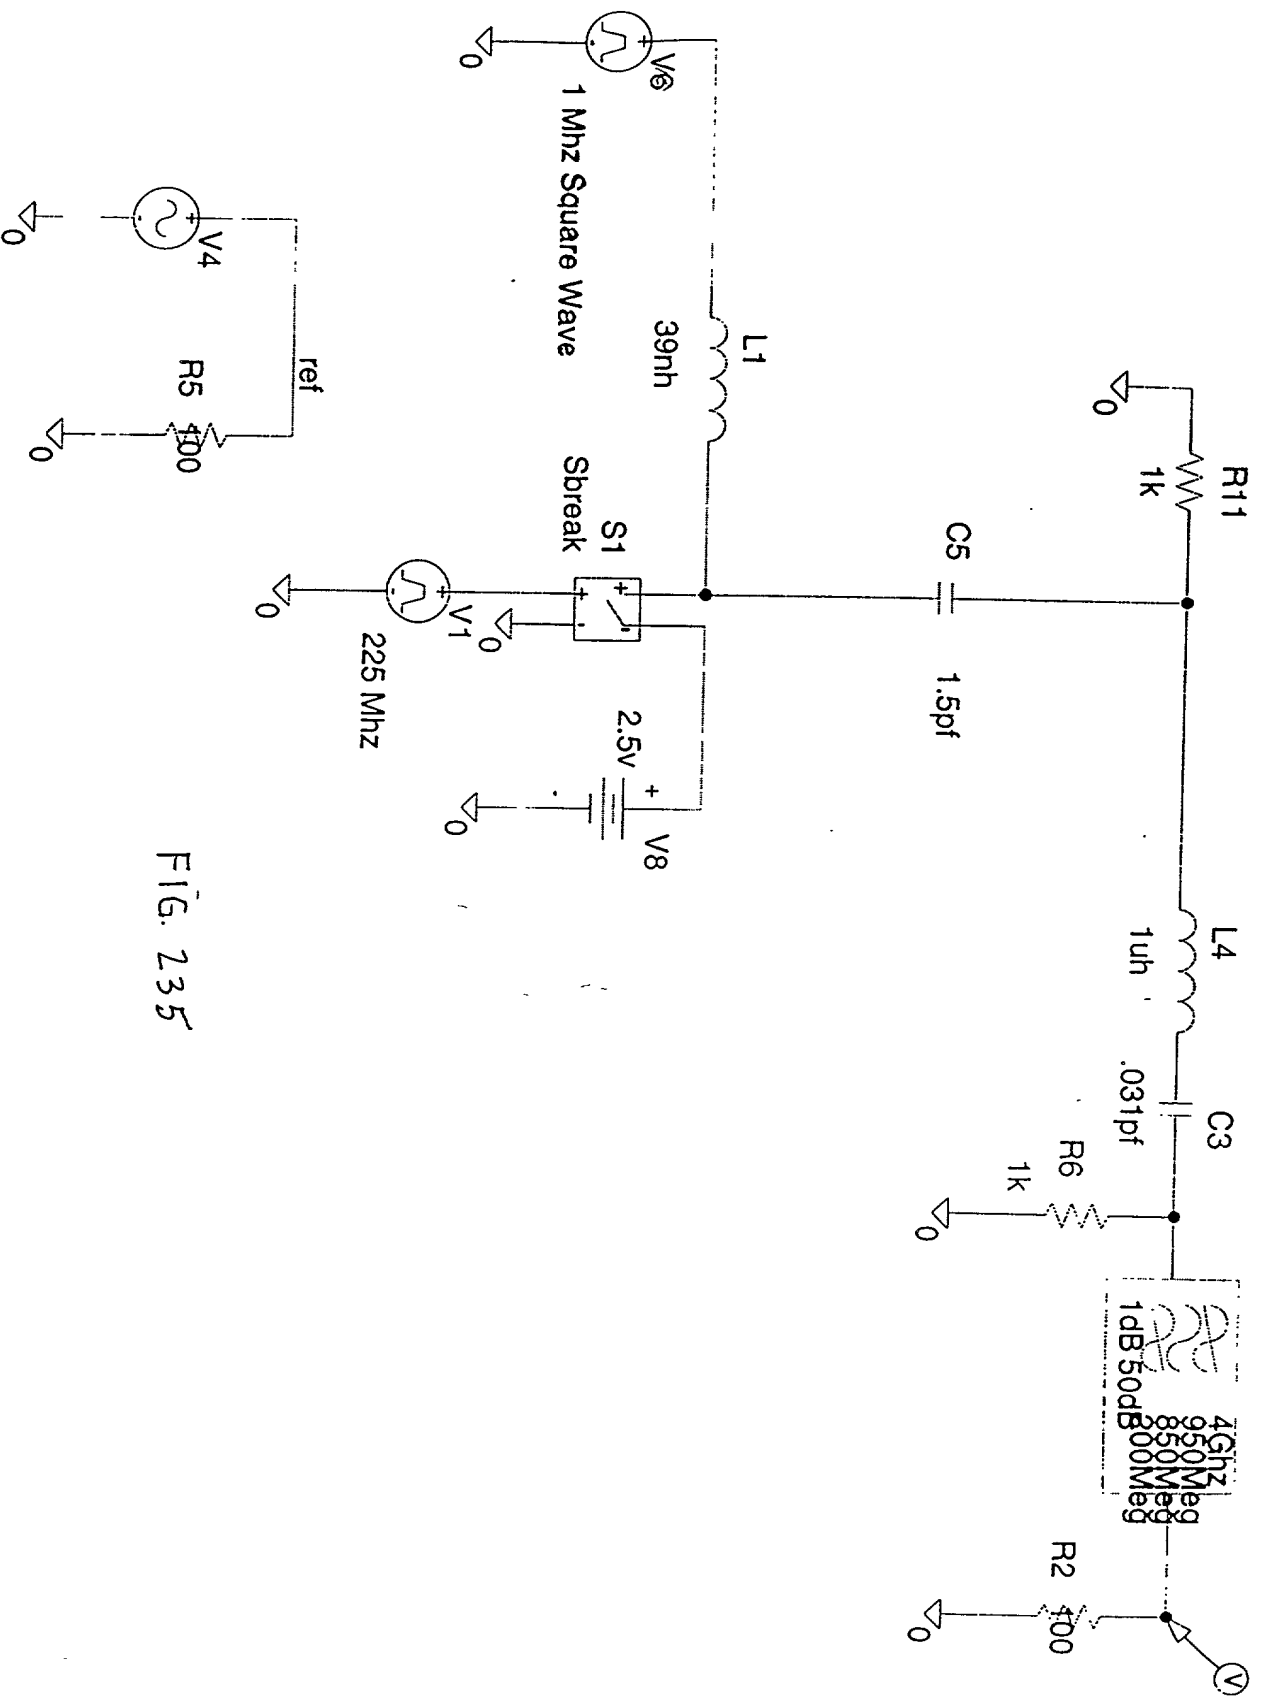 R11
1k
0
L4
1uh
C3
.031pf
R6
1k
0
4Ghz
950Meg
850Meg
800Meg
1dB 50dB
R2
100
0
V
C5
1.5pf
L1
39nh
V6
1 Mhz Square Wave
0
S1
Sbreak
+
-
+
-
0
V1
225 Mhz
0
2.5v
+
V8
0
V4
0
ref
R5
100
0
FIG. 235